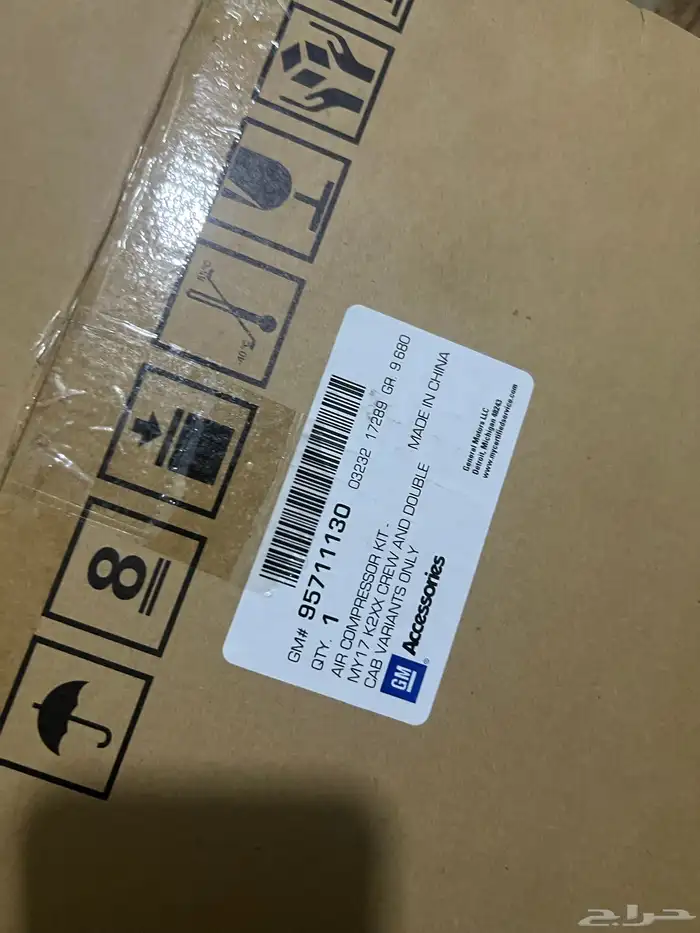 GM# 95711130 03232 17289 GR. 9.680
QTY. 1
AIR COMPRESSOR KIT -
MY17 K2XX CREW AND DOUBLE MADE IN CHINA
CAB VARIANTS ONLY
GM Accessories
General Motors LLC
Detroit, Michigan 48243
www.mycertifiedservice.com
8
حراج